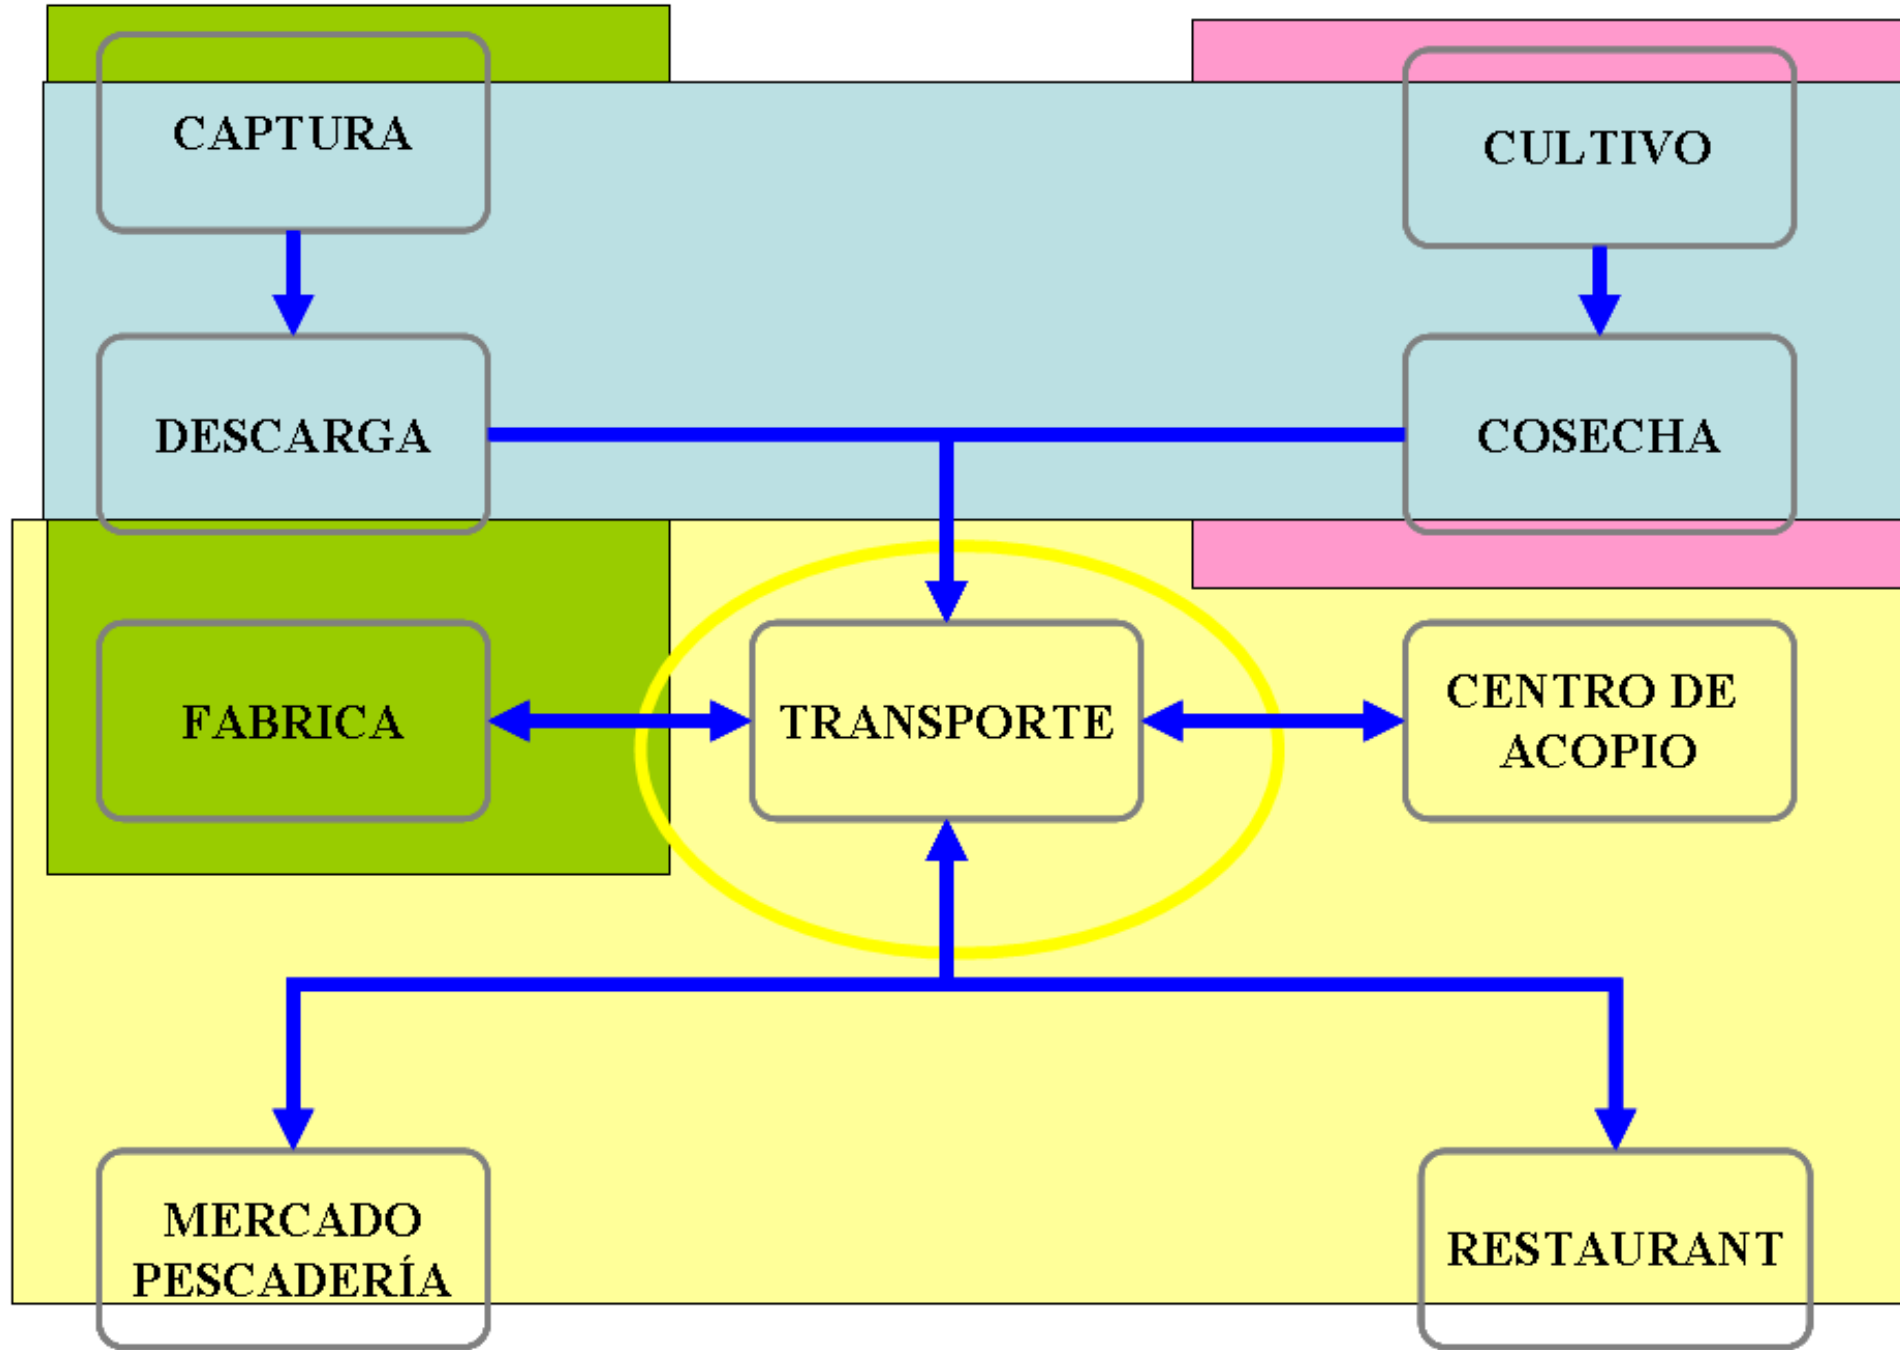 CAPTURA
CULTIVO
DESCARGA
COSECHA
FABRICA
TRANSPORTE
CENTRO DE
ACOPIO
MERCADO
PESCADERÍA
RESTAURANT